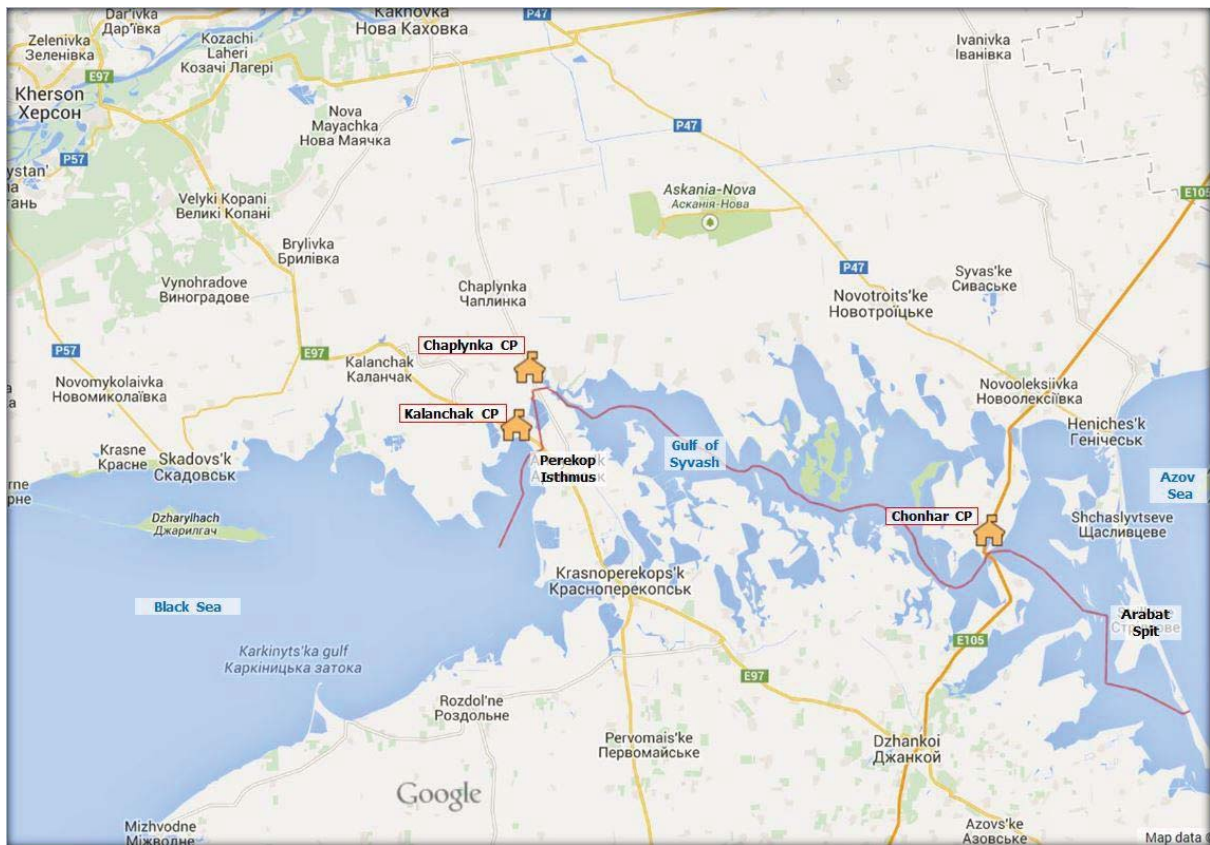 P47
Kakhovka
Нова Каховка
Zelenivka
Зеленівка
Dar'ivka
Дар'ївка
Kozachi
Laheri
Козачі Лагері
E97
Kherson
Херсон
P57
Nova
Mayachka
Нова Маячка
Ivanivka
Іванівка
P47
Velyki Kopani
Великі Копані
Askania-Nova
Асканія-Нова
E105
Brylivka
Брилівка
Vynohradove
Виноградове
Chaplynka
Чаплинка
P47
Syvas'ke
Сиваське
Novotroits'ke
Новотроїцьке
P57
E97
Chaplynka CP
Kalanchak
Каланчак
Novomykolaivka
Новомиколаївка
Kalanchak CP
Novooleksiivka
Новоолексіївка
Heniches'k
Генічеськ
Krasne
Красне
Skadovs'k
Скадовськ
Perekop
Isthmus
Gulf of
Syvash
Azov
Sea
Dzharylhach
Джарилгач
Chonhar CP
Shchaslyvtseve
Щасливцеве
Krasnoperekops'k
Красноперекопськ
Black Sea
Arabat
Spit
E105
Karkinyts'ka gulf
Каркініцька затока
E97
Rozdol'ne
Роздольне
Pervomais'ke
Первомайське
Dzhankoi
Джанкой
Google
Mizhvodne
Міжводне
Azovs'ke
Азовське
Map data